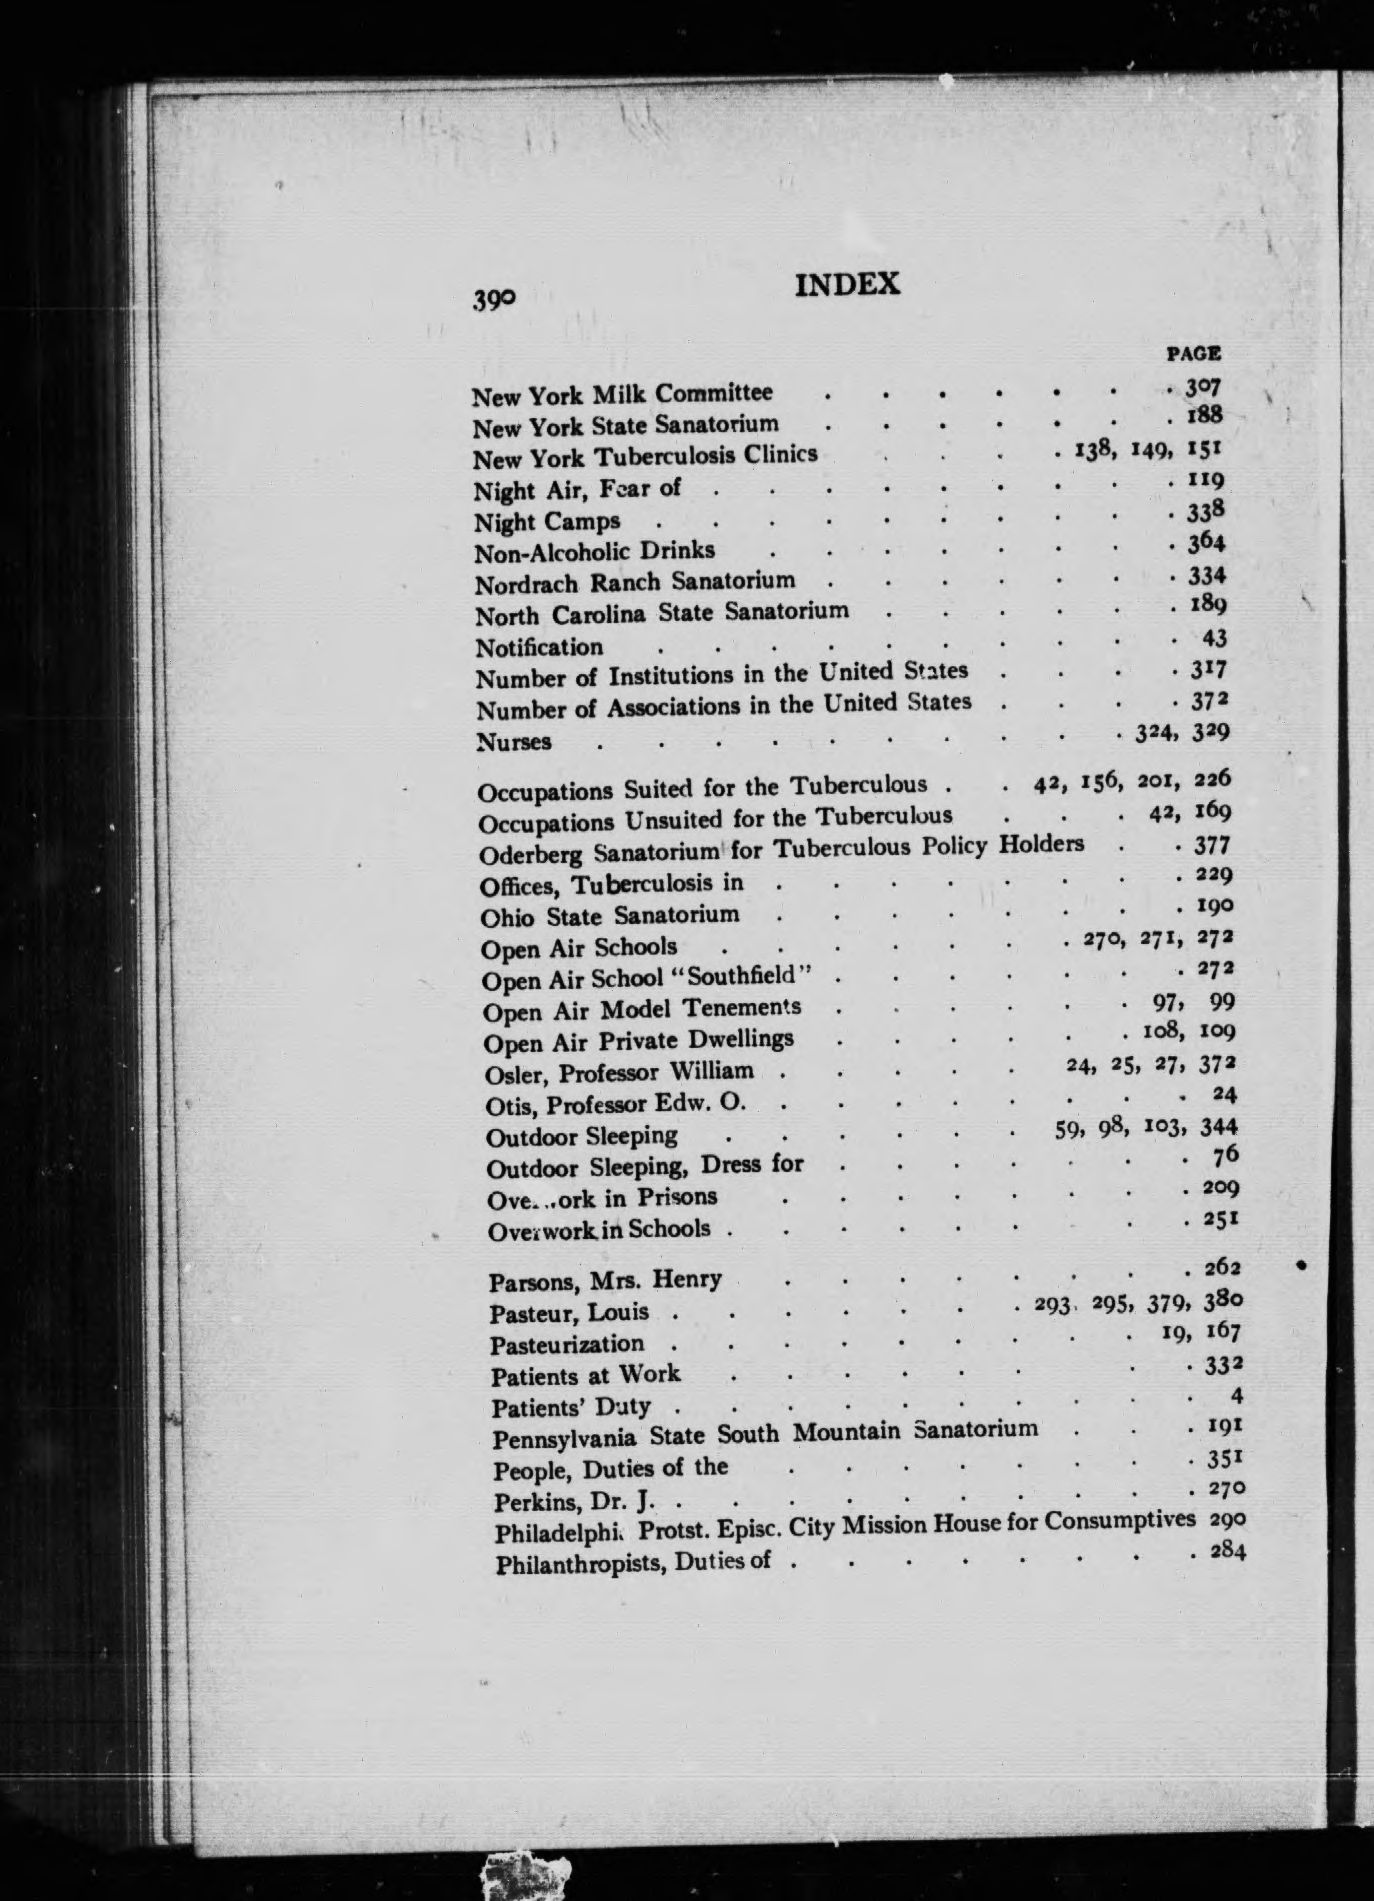 390
INDEX
PAGE
New York Milk Committee . . . . . . . 307
New York State Sanatorium . . . . . . . 188
New York Tuberculosis Clinics . . . . 138, 149, 151
Night Air, Fear of . . . . . . . . . 119
Night Camps . . . . . . . . . . 338
Non-Alcoholic Drinks . . . . . . . . 364
Nordrach Ranch Sanatorium . . . . . . . 334
North Carolina State Sanatorium . . . . . . 189
Notification . . . . . . . . . . 43
Number of Institutions in the United States . . . . 317
Number of Associations in the United States . . . . 372
Nurses . . . . . . . . . . 324, 329
Occupations Suited for the Tuberculous . . 42, 156, 201, 226
Occupations Unsuited for the Tuberculous . . . 42, 169
Oderberg Sanatorium for Tuberculous Policy Holders . . 377
Offices, Tuberculosis in . . . . . . . . 229
Ohio State Sanatorium . . . . . . . . 190
Open Air Schools . . . . . . . 270, 271, 272
Open Air School "Southfield" . . . . . . . 272
Open Air Model Tenements . . . . . . 97, 99
Open Air Private Dwellings . . . . . . 108, 109
Osler, Professor William . . . . . 24, 25, 27, 372
Otis, Professor Edw. O. . . . . . . . . 24
Outdoor Sleeping . . . . . . 59, 98, 103, 344
Outdoor Sleeping, Dress for . . . . . . . 76
in Prisons . . . . . . . . 209
Overwork in Schools . . . . . . . . 251
Parsons, Mrs. Henry . . . . . . . . 262
Pasteur, Louis . . . . . . . 293, 295, 379, 380
Pasteurization . . . . . . . . . 19, 167
Patients at Work . . . . . . . . 332
Patients' Duty . . . . . . . . . . 4
Pennsylvania State South Mountain Sanatorium . . . 191
People, Duties of the . . . . . . . . 351
Perkins, Dr. J. . . . . . . . . . . 270
Protst. Episc. City Mission House for Consumptives 290
Philanthropists, Duties of . . . . . . . . 284